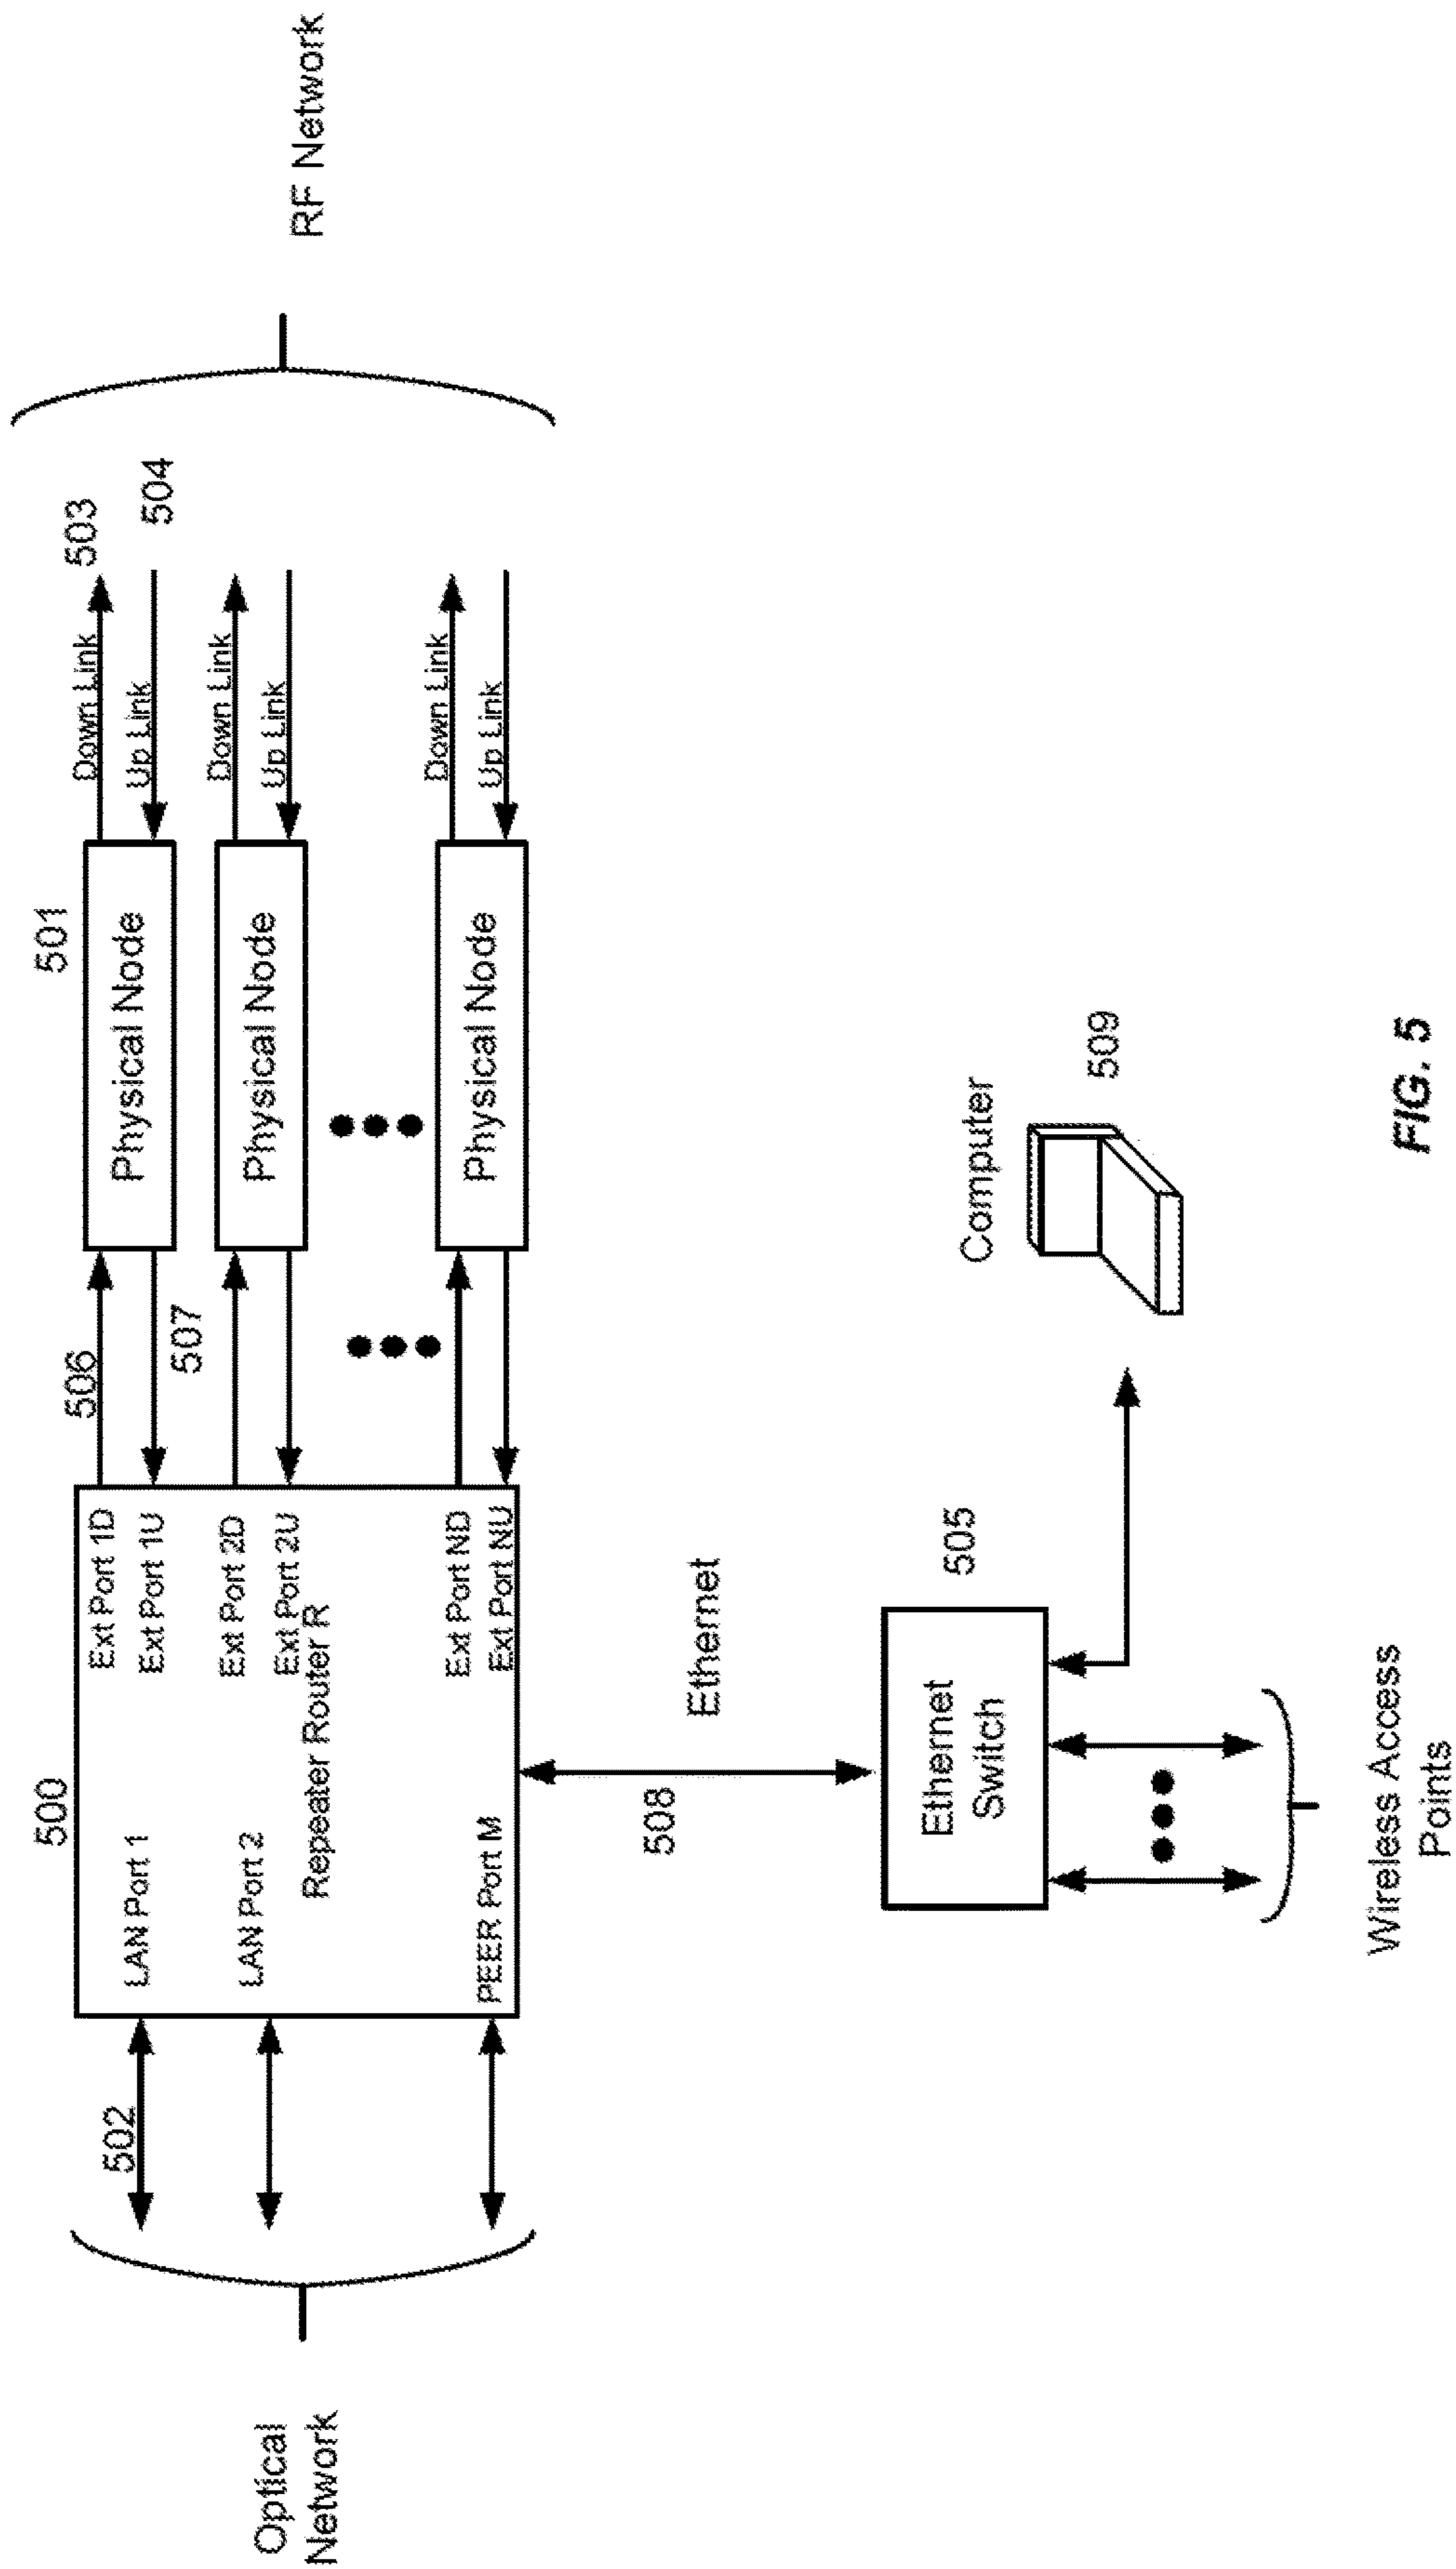 500
501
503
504
506
507
502
LAN Port 1
LAN Port 2
PEER Port M
Repeater Router R
Ext Port 1D
Ext Port 1U
Ext Port 2D
Ext Port 2U
Ext Port ND
Ext Port NU
Physical Node
Physical Node
Physical Node
Down Link
Up Link
Down Link
Up Link
Down Link
Up Link
Optical
Network
RF Network
508
Ethernet
Ethernet
Switch
505
Computer
509
Wireless Access
Points
FIG. 5